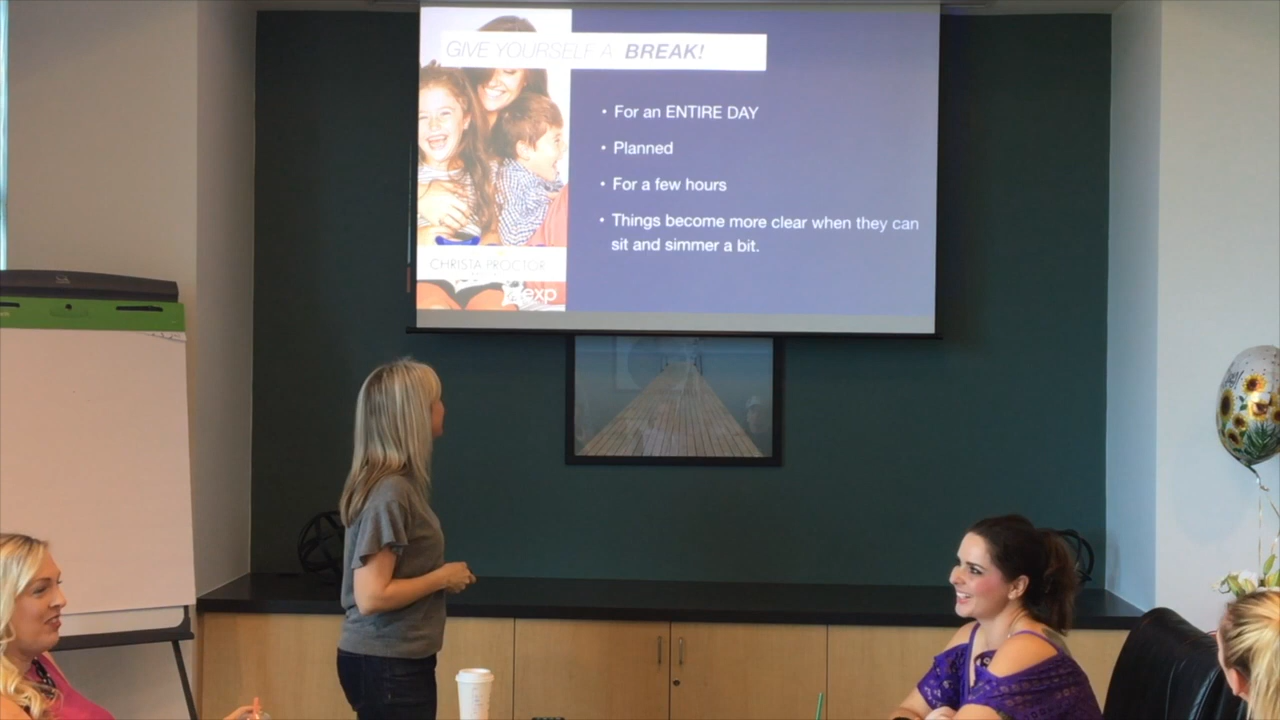 GIVE YOURSELF A BREAK!
• For an ENTIRE DAY
• Planned
• For a few hours
• Things become more clear when they can
sit and simmer a bit.
CHRISTA PROCTOR
exp